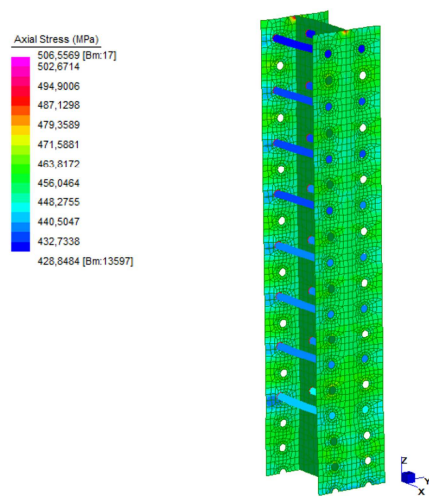 Axial Stress (MPa)
506,5569 [Bm:17]
502,6714
494,9006
487,1298
479,3589
471,5881
463,8172
456,0464
448,2755
440,5047
432,7338
428,8484 [Bm:13597]
Z
Y
X